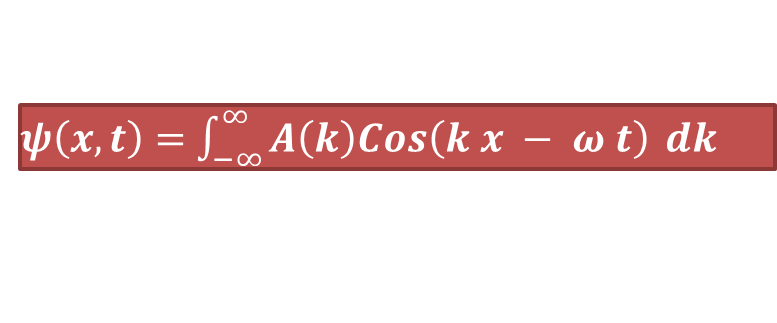 ψ(x, t) = ∫_{-∞}^{∞} A(k)Cos(k x − ω t) dk